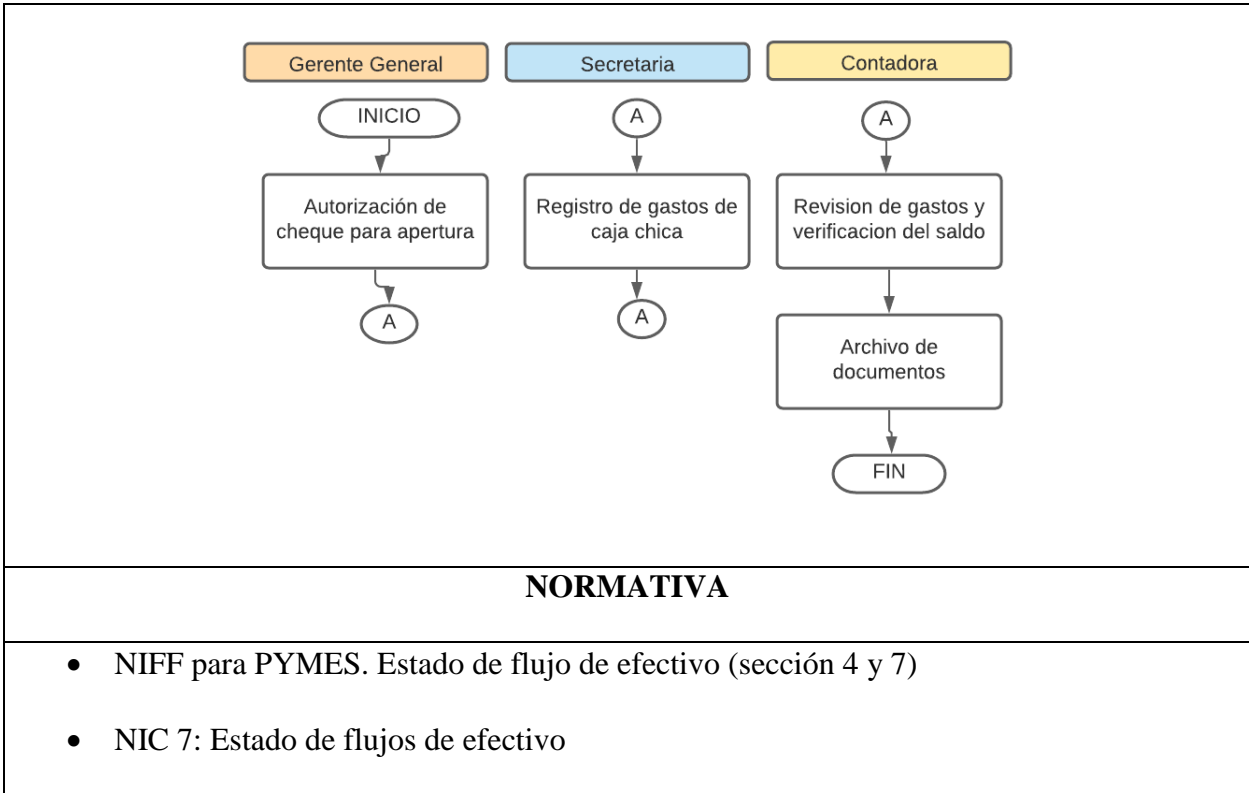 Gerente General
INICIO
Autorización de
cheque para apertura
A
Secretaria
A
Registro de gastos de
caja chica
A
Contadora
A
Revision de gastos y
verificacion del saldo
Archivo de
documentos
FIN
NORMATIVA
• NIFF para PYMES. Estado de flujo de efectivo (sección 4 y 7)
• NIC 7: Estado de flujos de efectivo